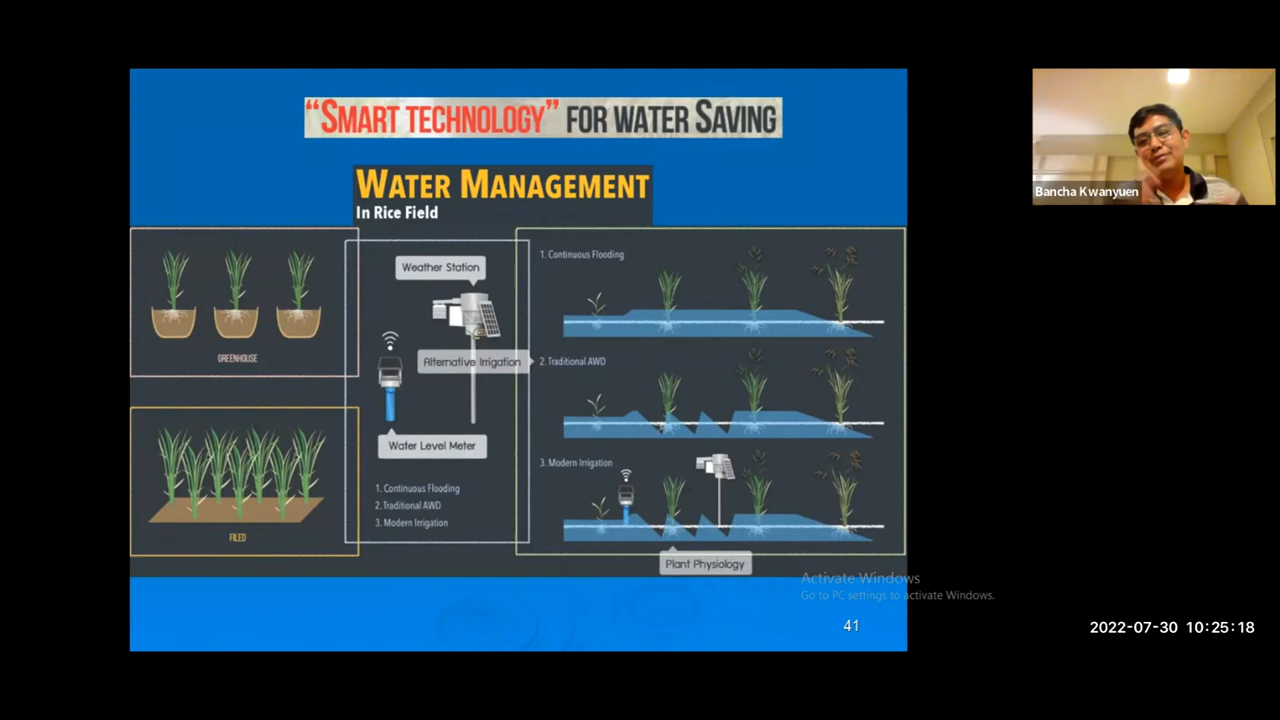 “SMART TECHNOLOGY” FOR WATER SAVING
WATER MANAGEMENT
In Rice Field
GREENHOUSE
FILED
Weather Station
Alternative Irrigation
Water Level Meter
1. Continuous Flooding
2. Traditional AWD
3. Modern Irrigation
1. Continuous Flooding
2. Traditional AWD
3. Modern Irrigation
Plant Physiology
41
Bancha Kwanyuen
Activate Windows
Go to PC settings to activate Windows.
2022-07-30 10:25:18